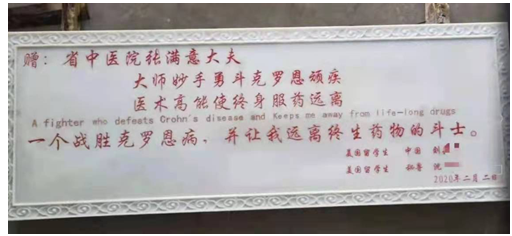 赠：省中医院张满意大夫
大师妙手勇斗克罗恩顽疾
医术高能使终身服药远离
A fighter who defeats Crohn's disease and Keeps me away from life-long drugs
一个战胜克罗恩病，并让我远离终生药物的斗士。
美国留学生 中国
美国留学生 秘鲁
2020年二月二